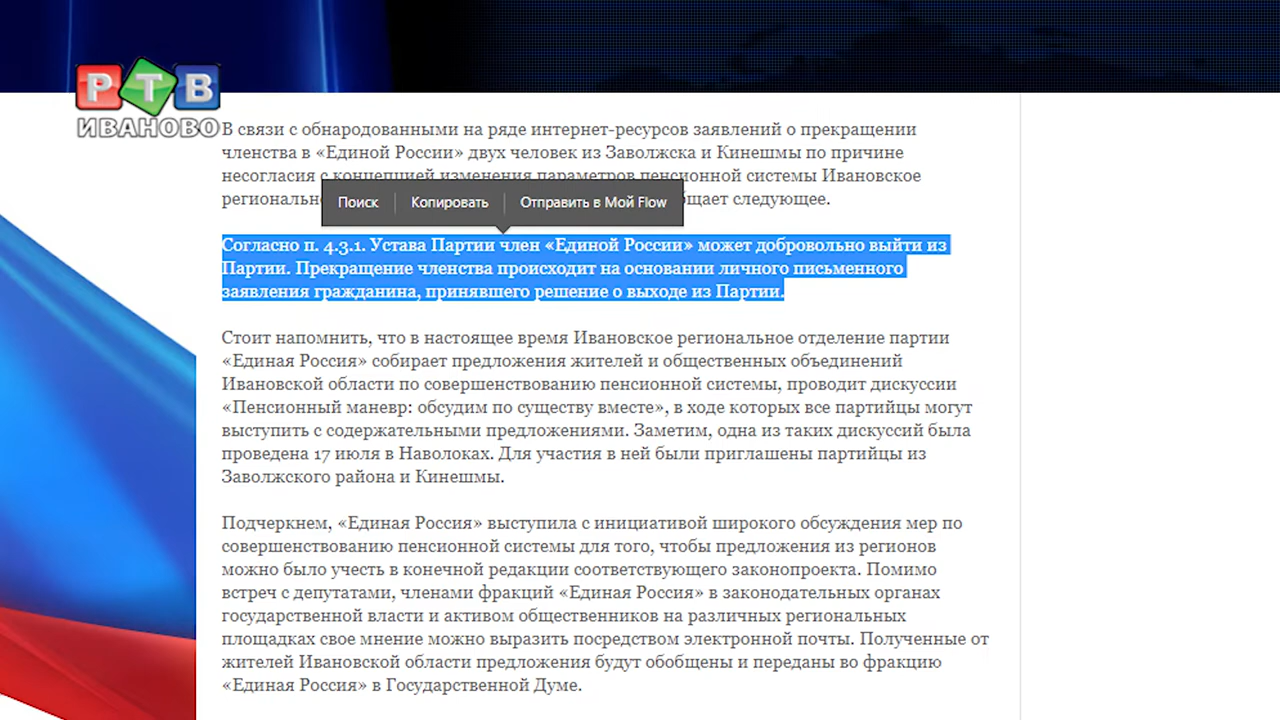 РТВ
ИВАНОВО
В связи с обнародованными на ряде интернет-ресурсов заявлений о прекращении
членства в «Единой России» двух человек из Заволжска и Кинешмы по причине
несогласия с концепцией изменения параметров пенсионной системы Ивановское
щает следующее.
Поиск
Копировать
Отправить в Мой Flow
Согласно п. 4.3.1. Устава Партии член «Единой России» может добровольно выйти из
Партии. Прекращение членства происходит на основании личного письменного
заявления гражданина, принявшего решение о выходе из Партии.
Стоит напомнить, что в настоящее время Ивановское региональное отделение партии
«Единая Россия» собирает предложения жителей и общественных объединений
Ивановской области по совершенствованию пенсионной системы, проводит дискуссии
«Пенсионный маневр: обсудим по существу вместе», в ходе которых все партийцы могут
выступить с содержательными предложениями. Заметим, одна из таких дискуссий была
проведена 17 июля в Наволоках. Для участия в ней были приглашены партийцы из
Заволжского района и Кинешмы.
Подчеркнем, «Единая Россия» выступила с инициативой широкого обсуждения мер по
совершенствованию пенсионной системы для того, чтобы предложения из регионов
можно было учесть в конечной редакции соответствующего законопроекта. Помимо
встреч с депутатами, членами фракций «Единая Россия» в законодательных органах
государственной власти и активом общественников на различных региональных
площадках свое мнение можно выразить посредством электронной почты. Полученные от
жителей Ивановской области предложения будут обобщены и переданы во фракцию
«Единая Россия» в Государственной Думе.